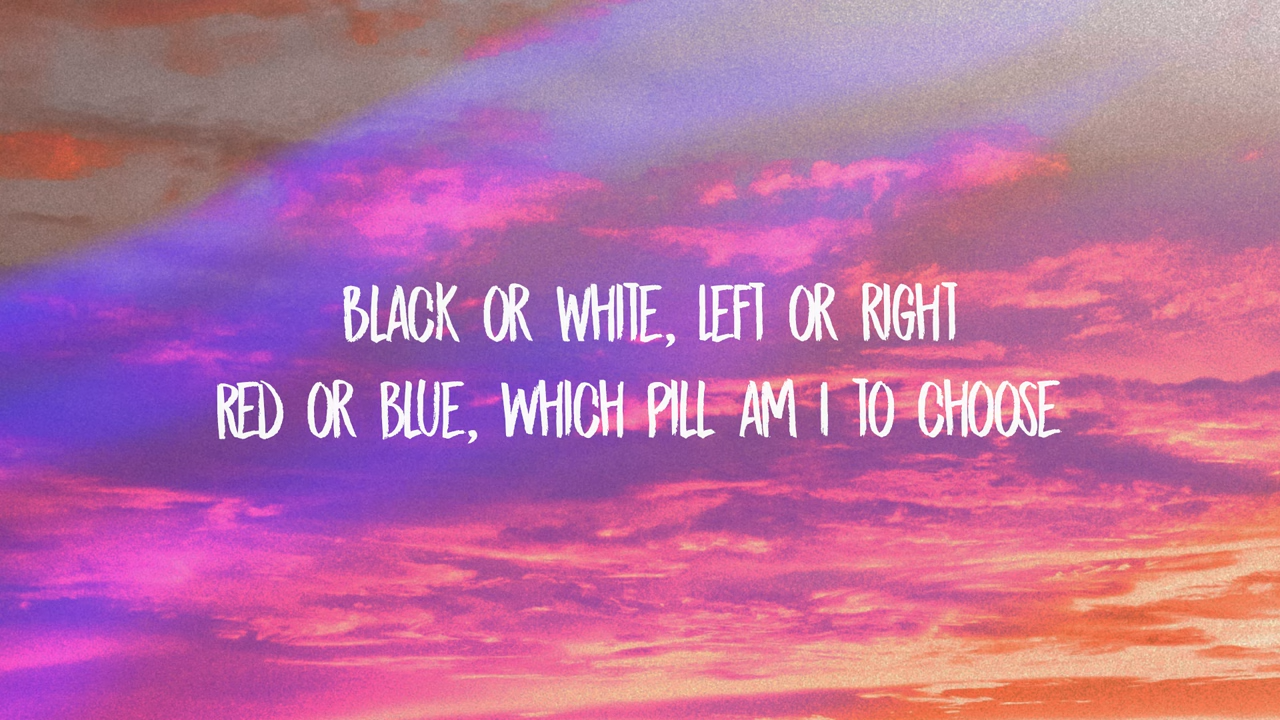 BLACK OR WHITE, LEFT OR RIGHT
RED OR BLUE, WHICH PILL AM I TO CHOOSE